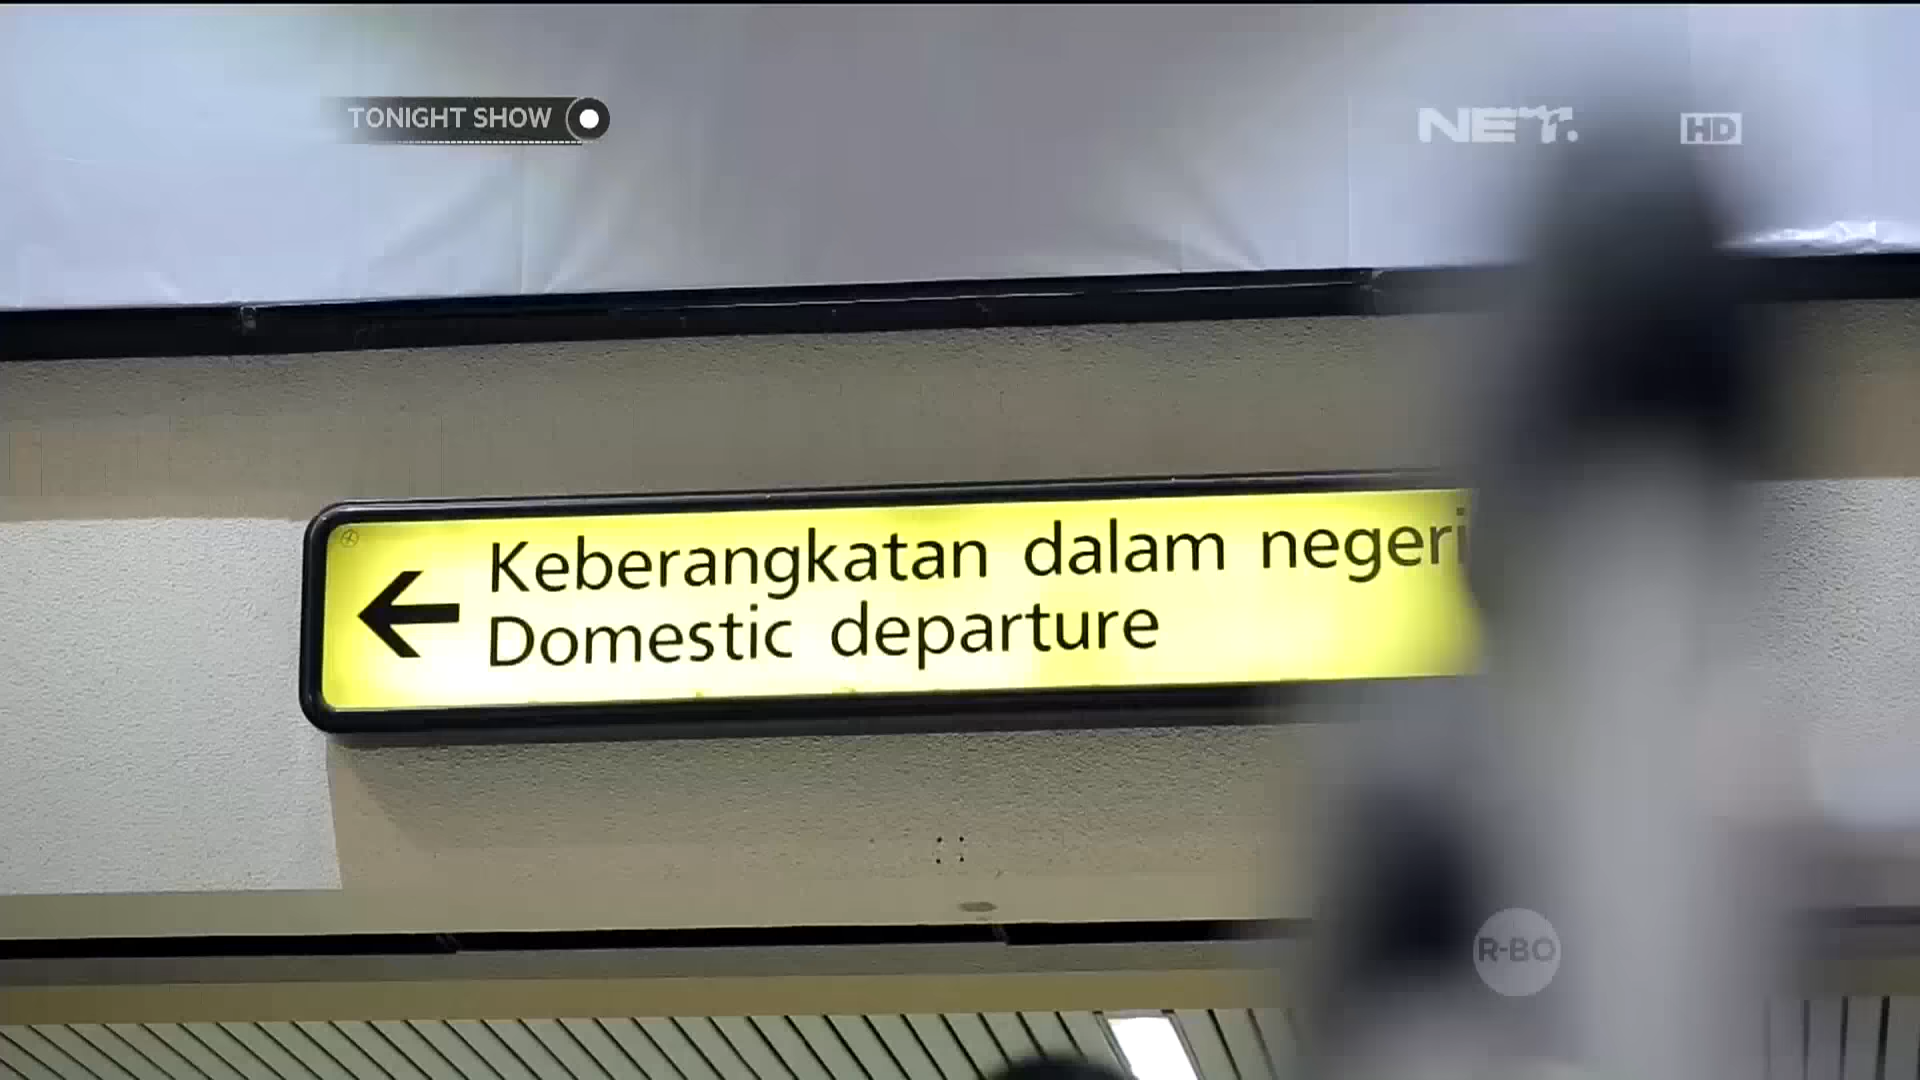 TONIGHT SHOW
NET.
HD
Keberangkatan dalam negeri
Domestic departure
R-BO